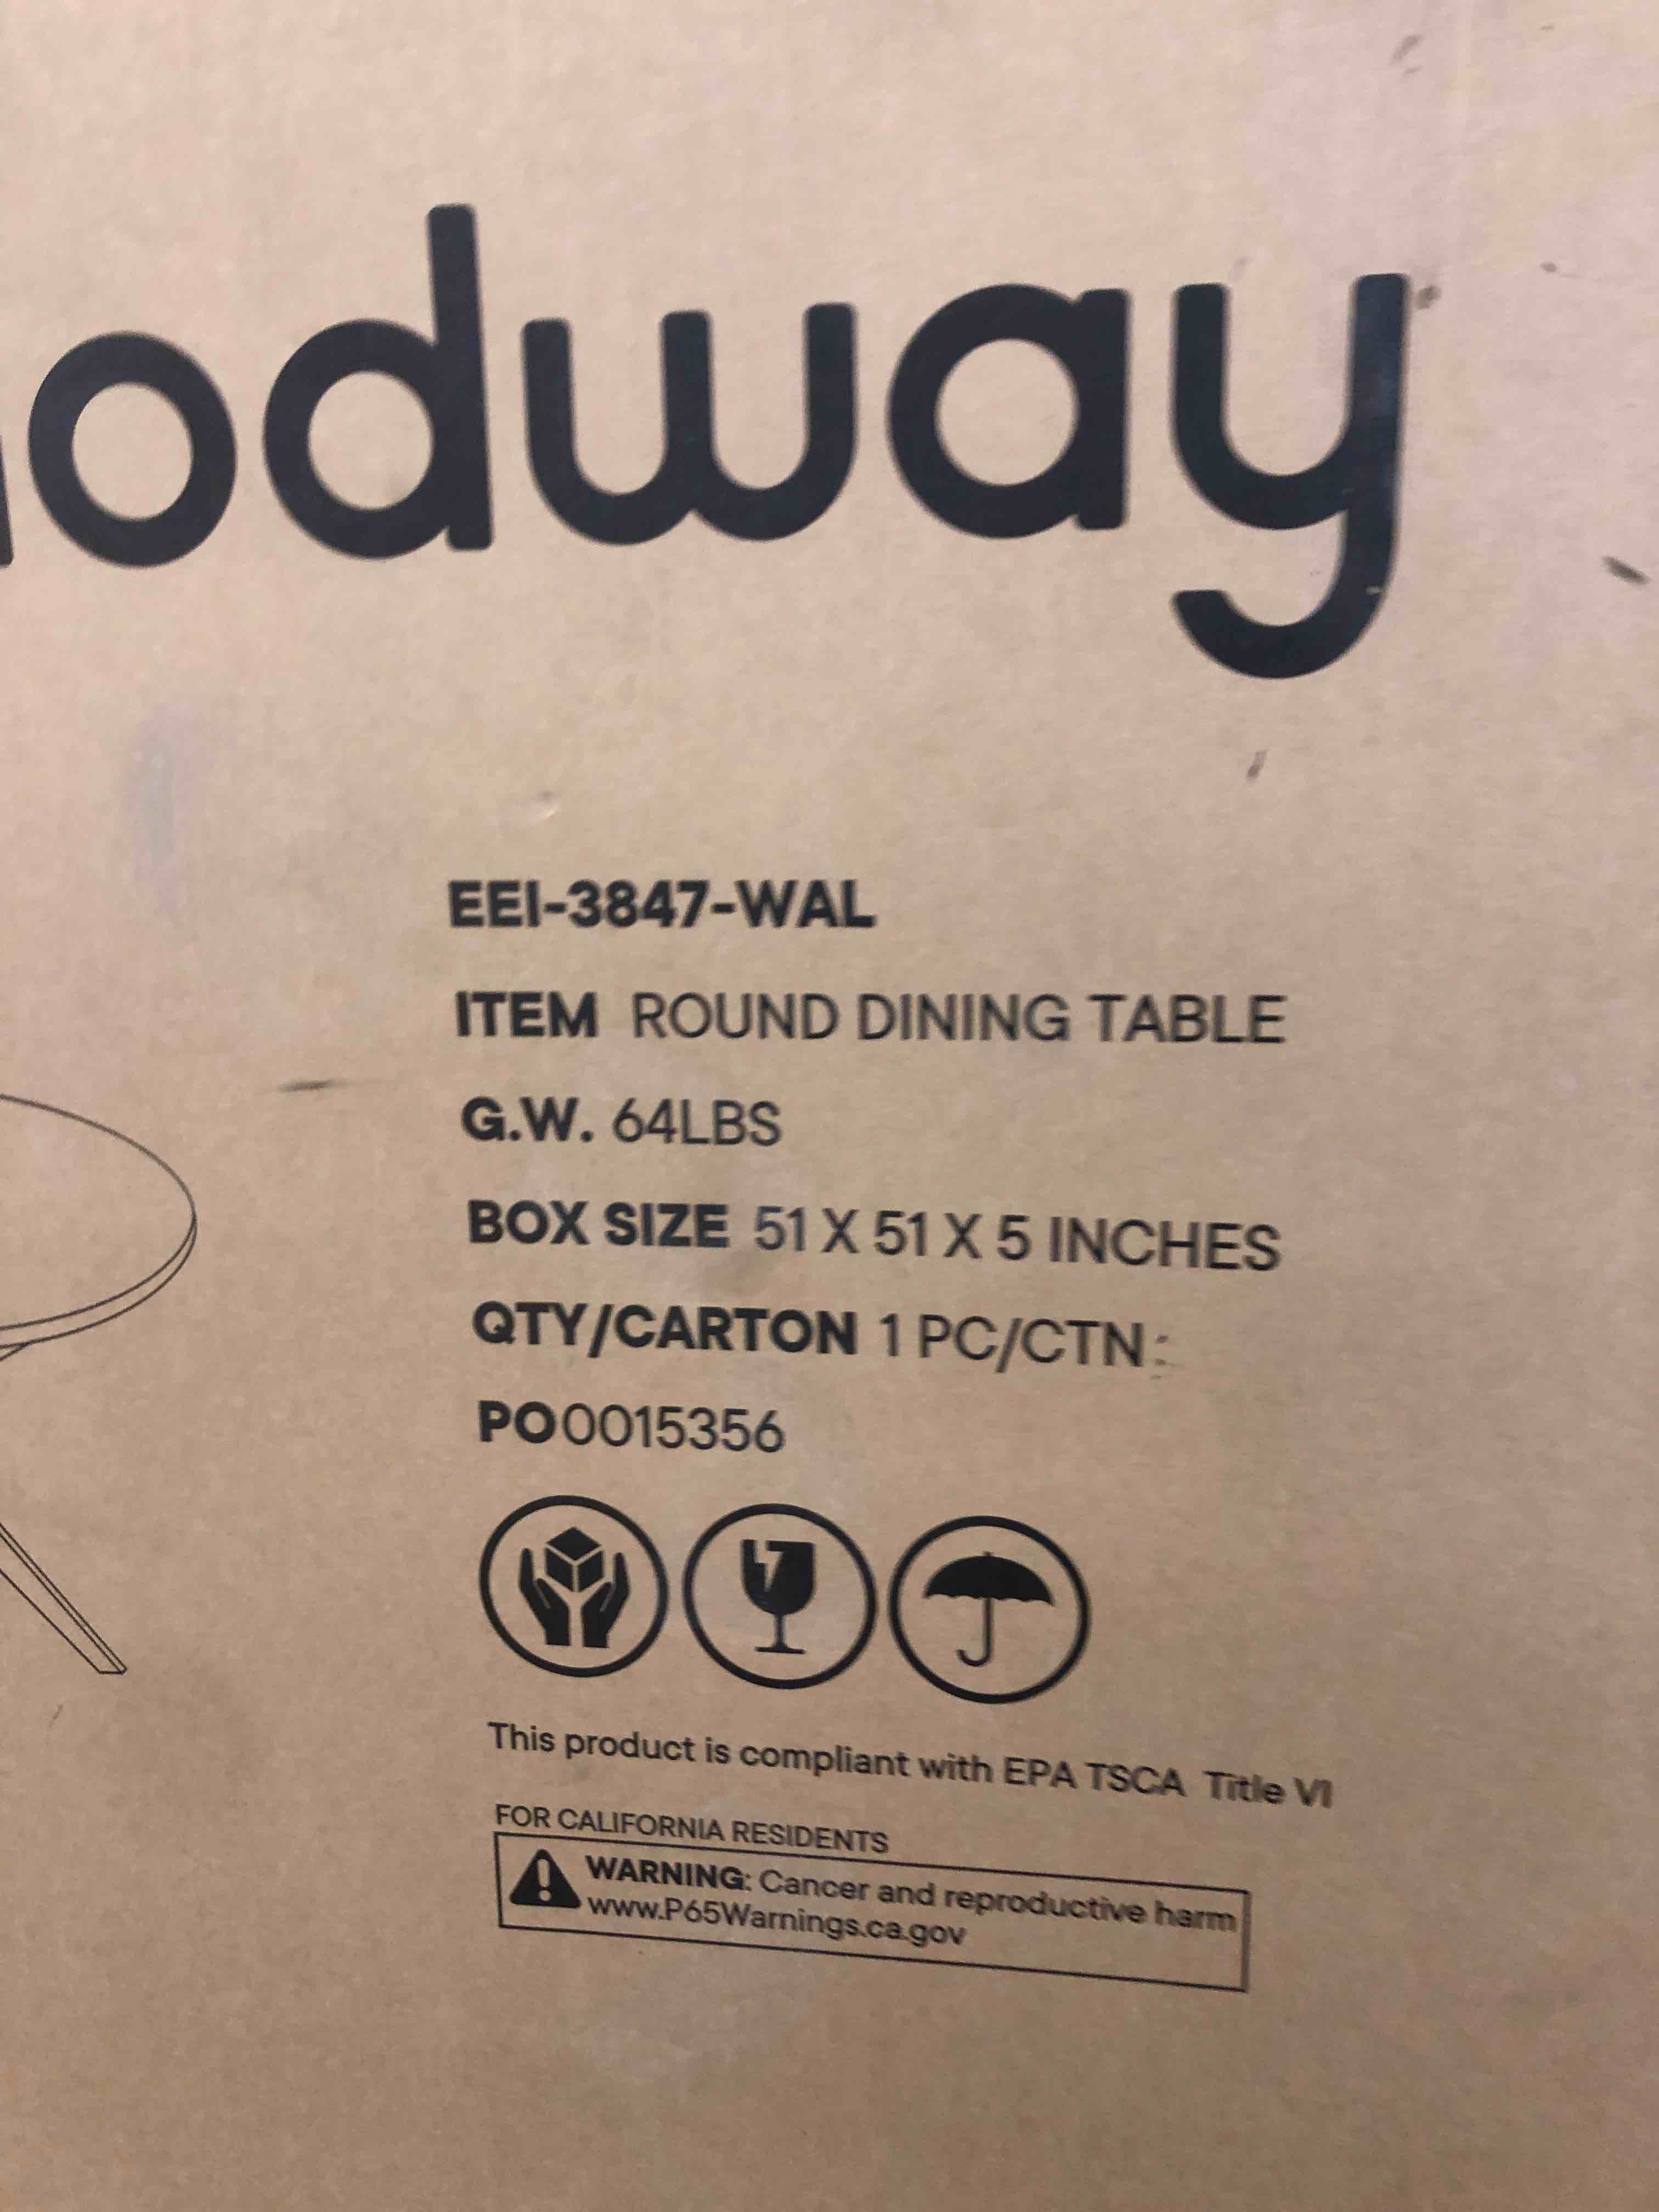 modway
EEI-3847-WAL
ITEM ROUND DINING TABLE
G.W. 64LBS
BOX SIZE 51 X 51 X 5 INCHES
QTY/CARTON 1 PC/CTN:
PO0015356
This product is compliant with EPA TSCA Title VI
FOR CALIFORNIA RESIDENTS
WARNING: Cancer and reproductive harm
www.P65Warnings.ca.gov